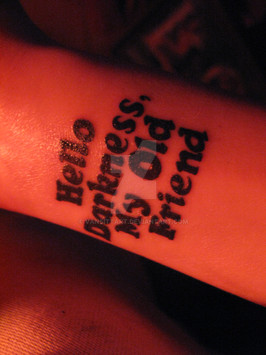 Hello
Darkness,
My Old
Friend